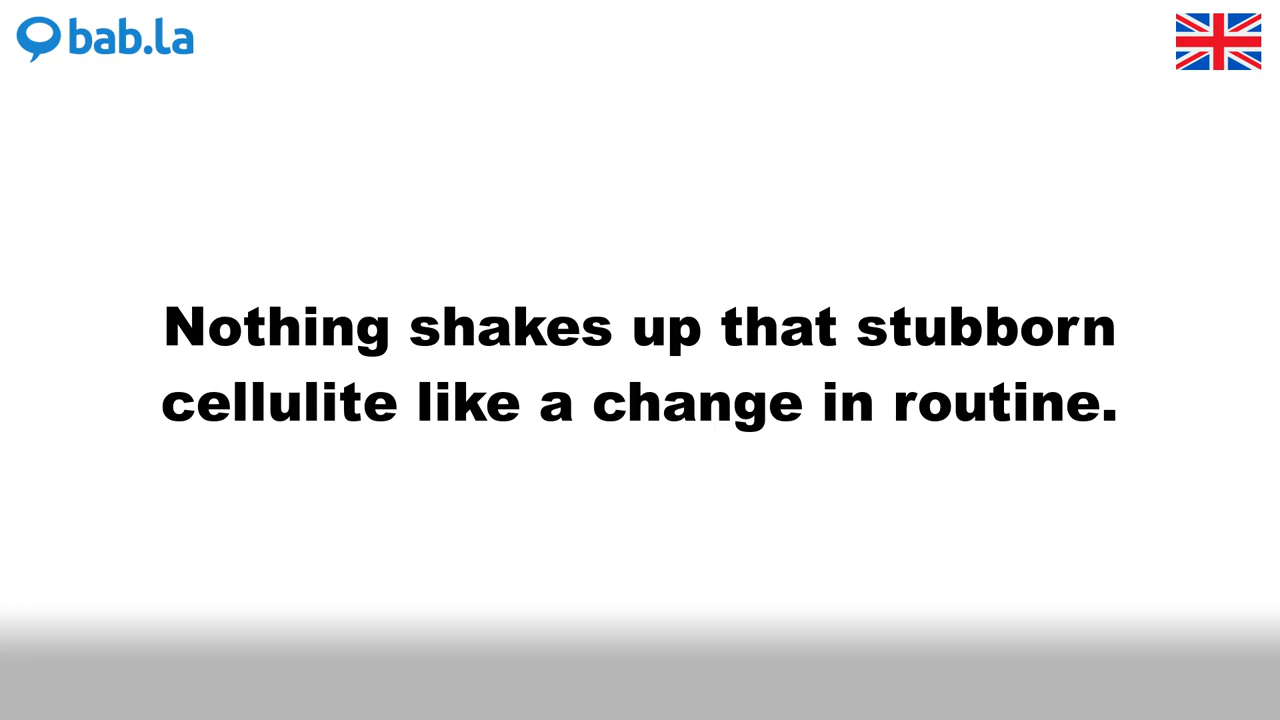 bab.la
Nothing shakes up that stubborn
cellulite like a change in routine.